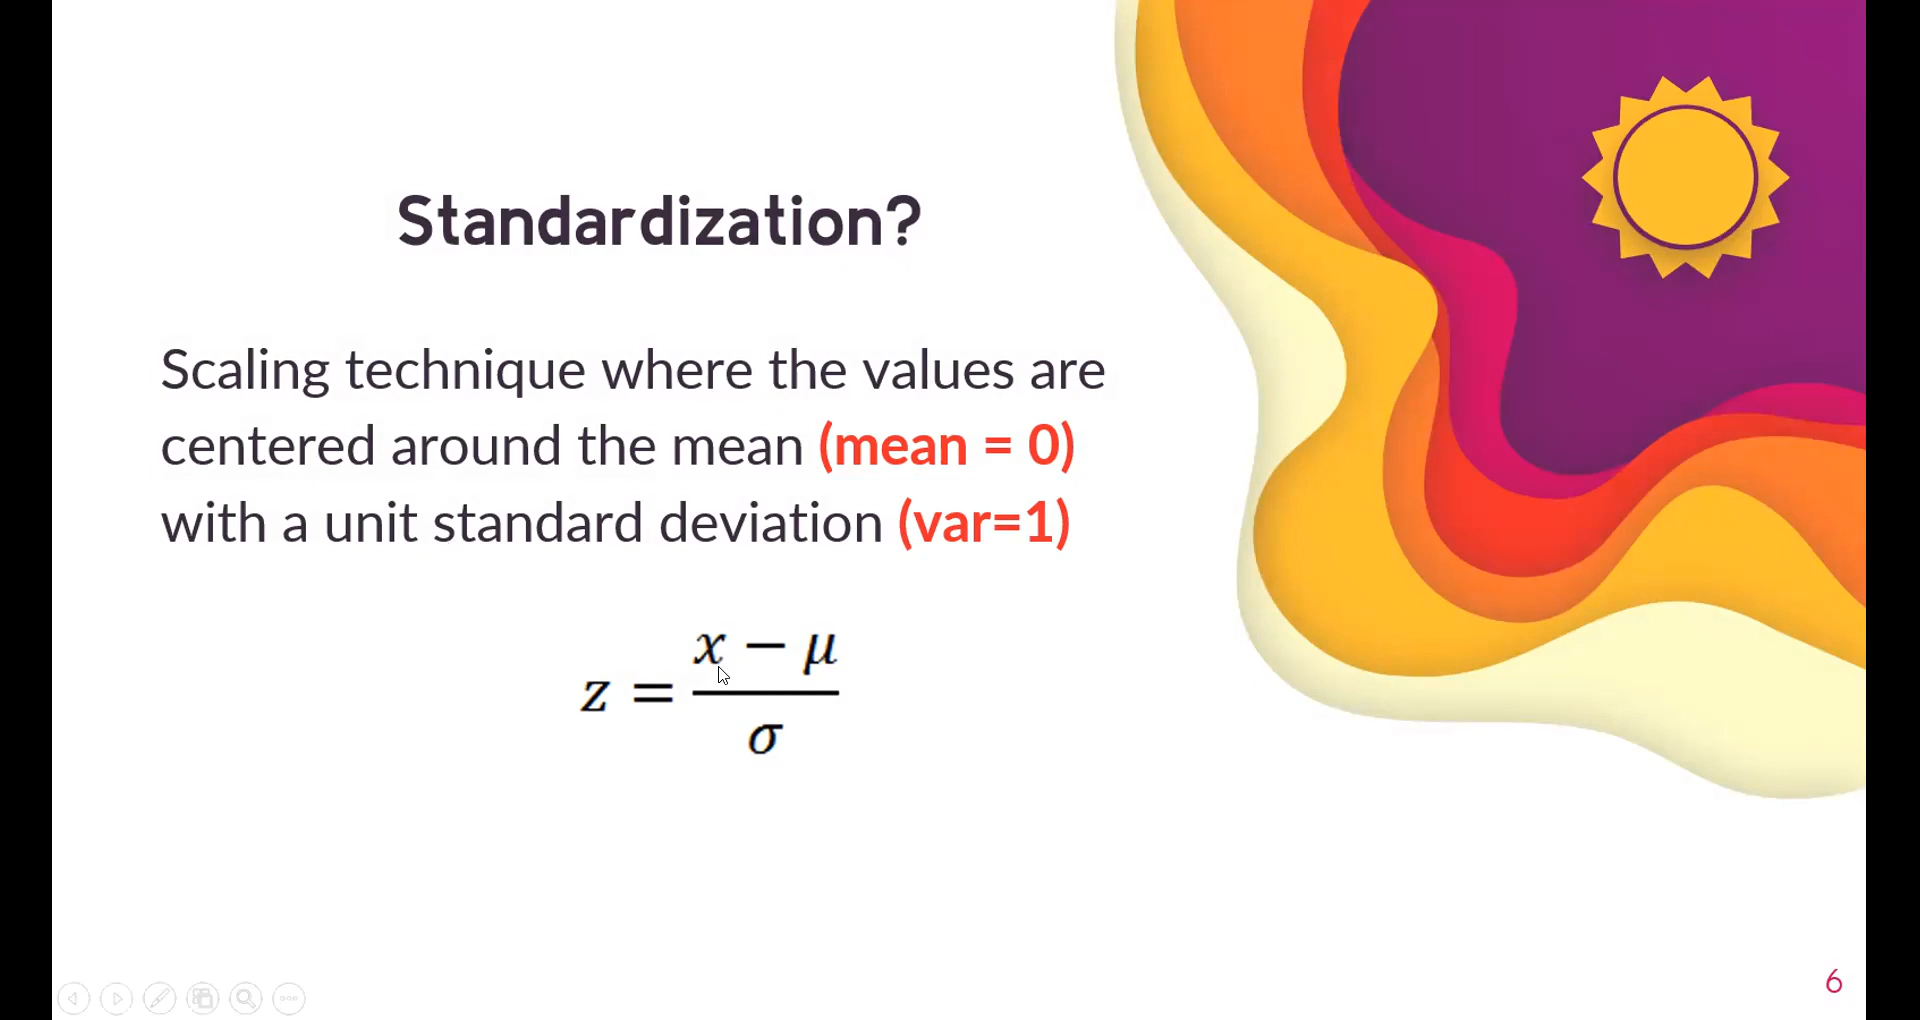 Standardization?
Scaling technique where the values are
centered around the mean (mean = 0)
with a unit standard deviation (var=1)
z = (x − μ) / σ
6